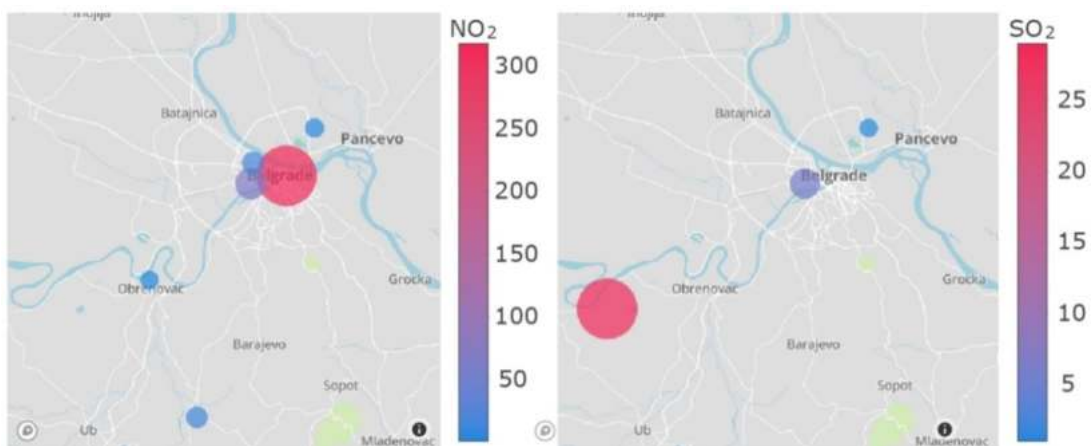 Indjija
NO₂
300
Batajnica
250
Pancevo
Belgrade
200
150
Grocka
Obrenovac
100
Barajevo
50
Sopot
Ub
Mladenovac
SO₂
25
Batajnica
Pancevo
20
Belgrade
15
Grocka
Obrenovac
10
Barajevo
5
Sopot
Ub
Mladenovac